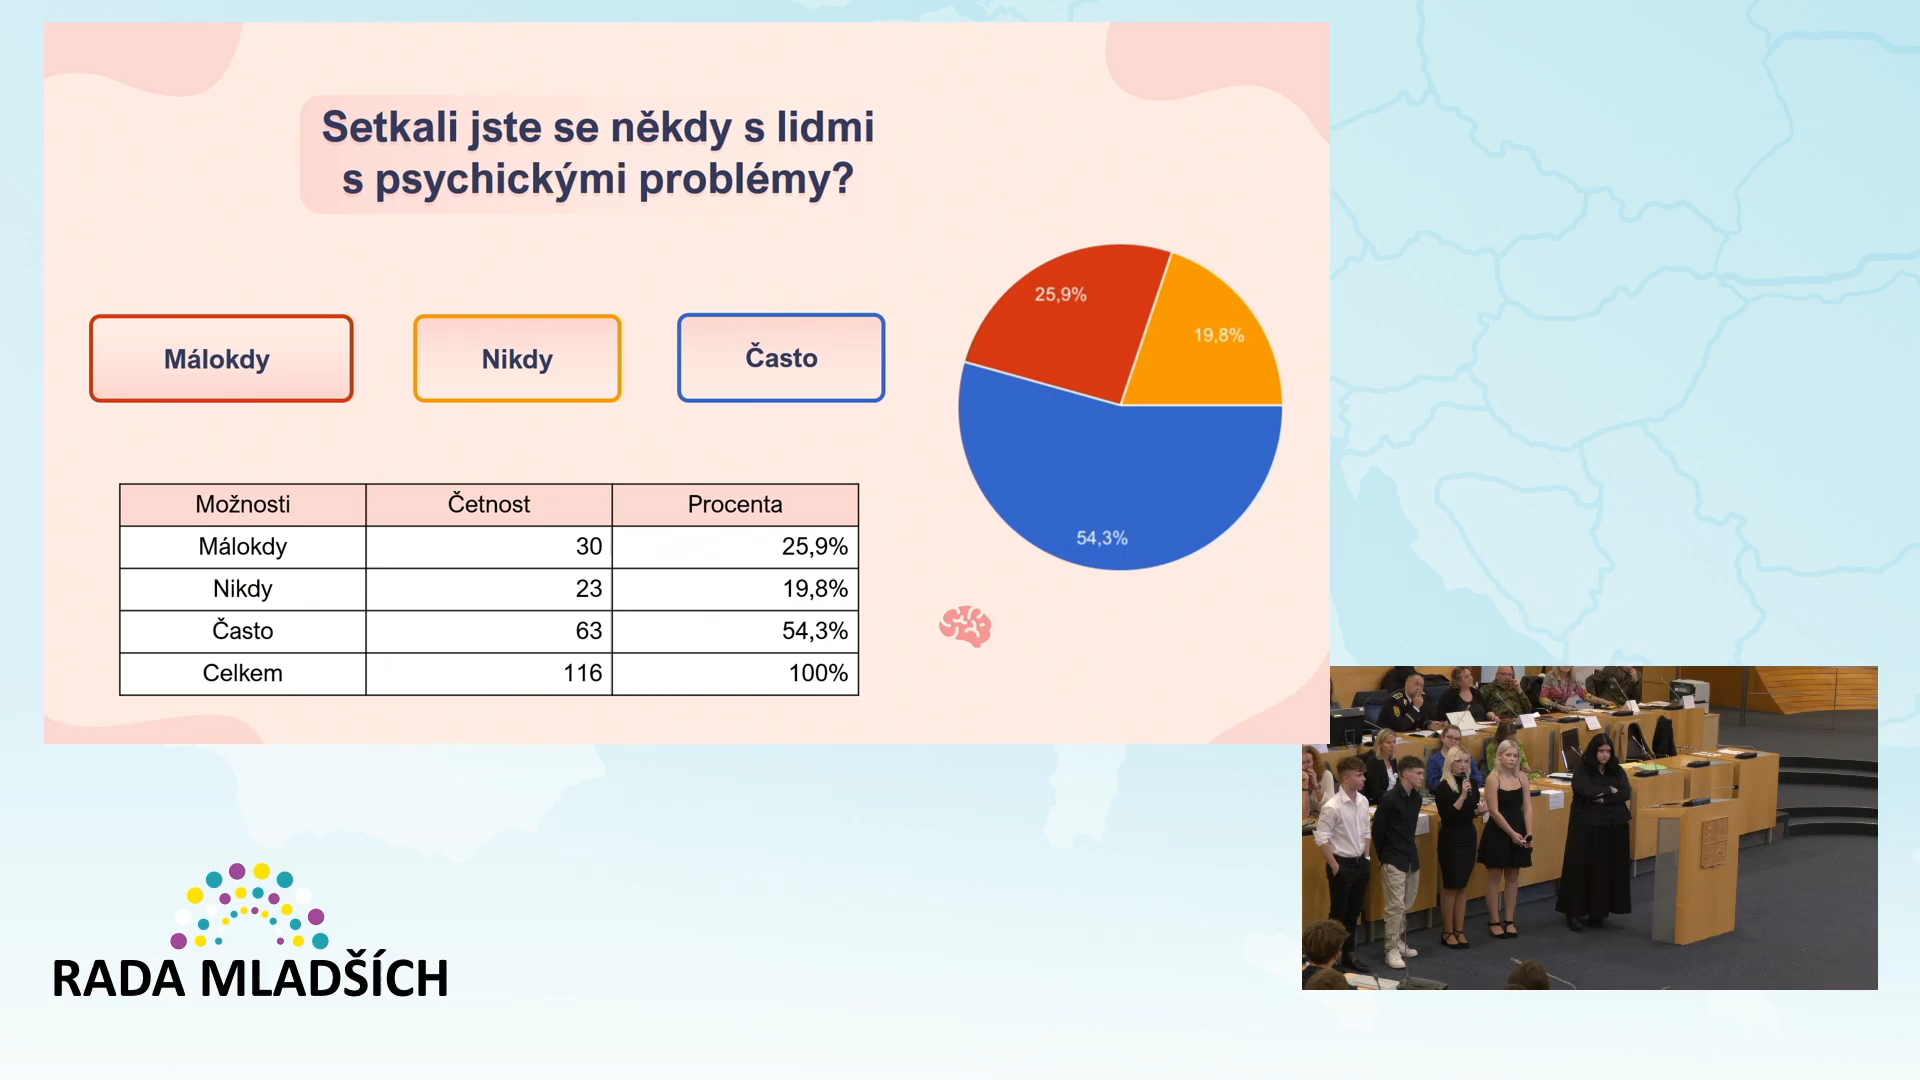 Setkali jste se někdy s lidmi
s psychickými problémy?
Málokdy
Nikdy
Často
25,9%
19,8%
54,3%
Možnosti Četnost Procenta
Málokdy 30 25,9%
Nikdy 23 19,8%
Často 63 54,3%
Celkem 116 100%
RADA MLADŠÍCH